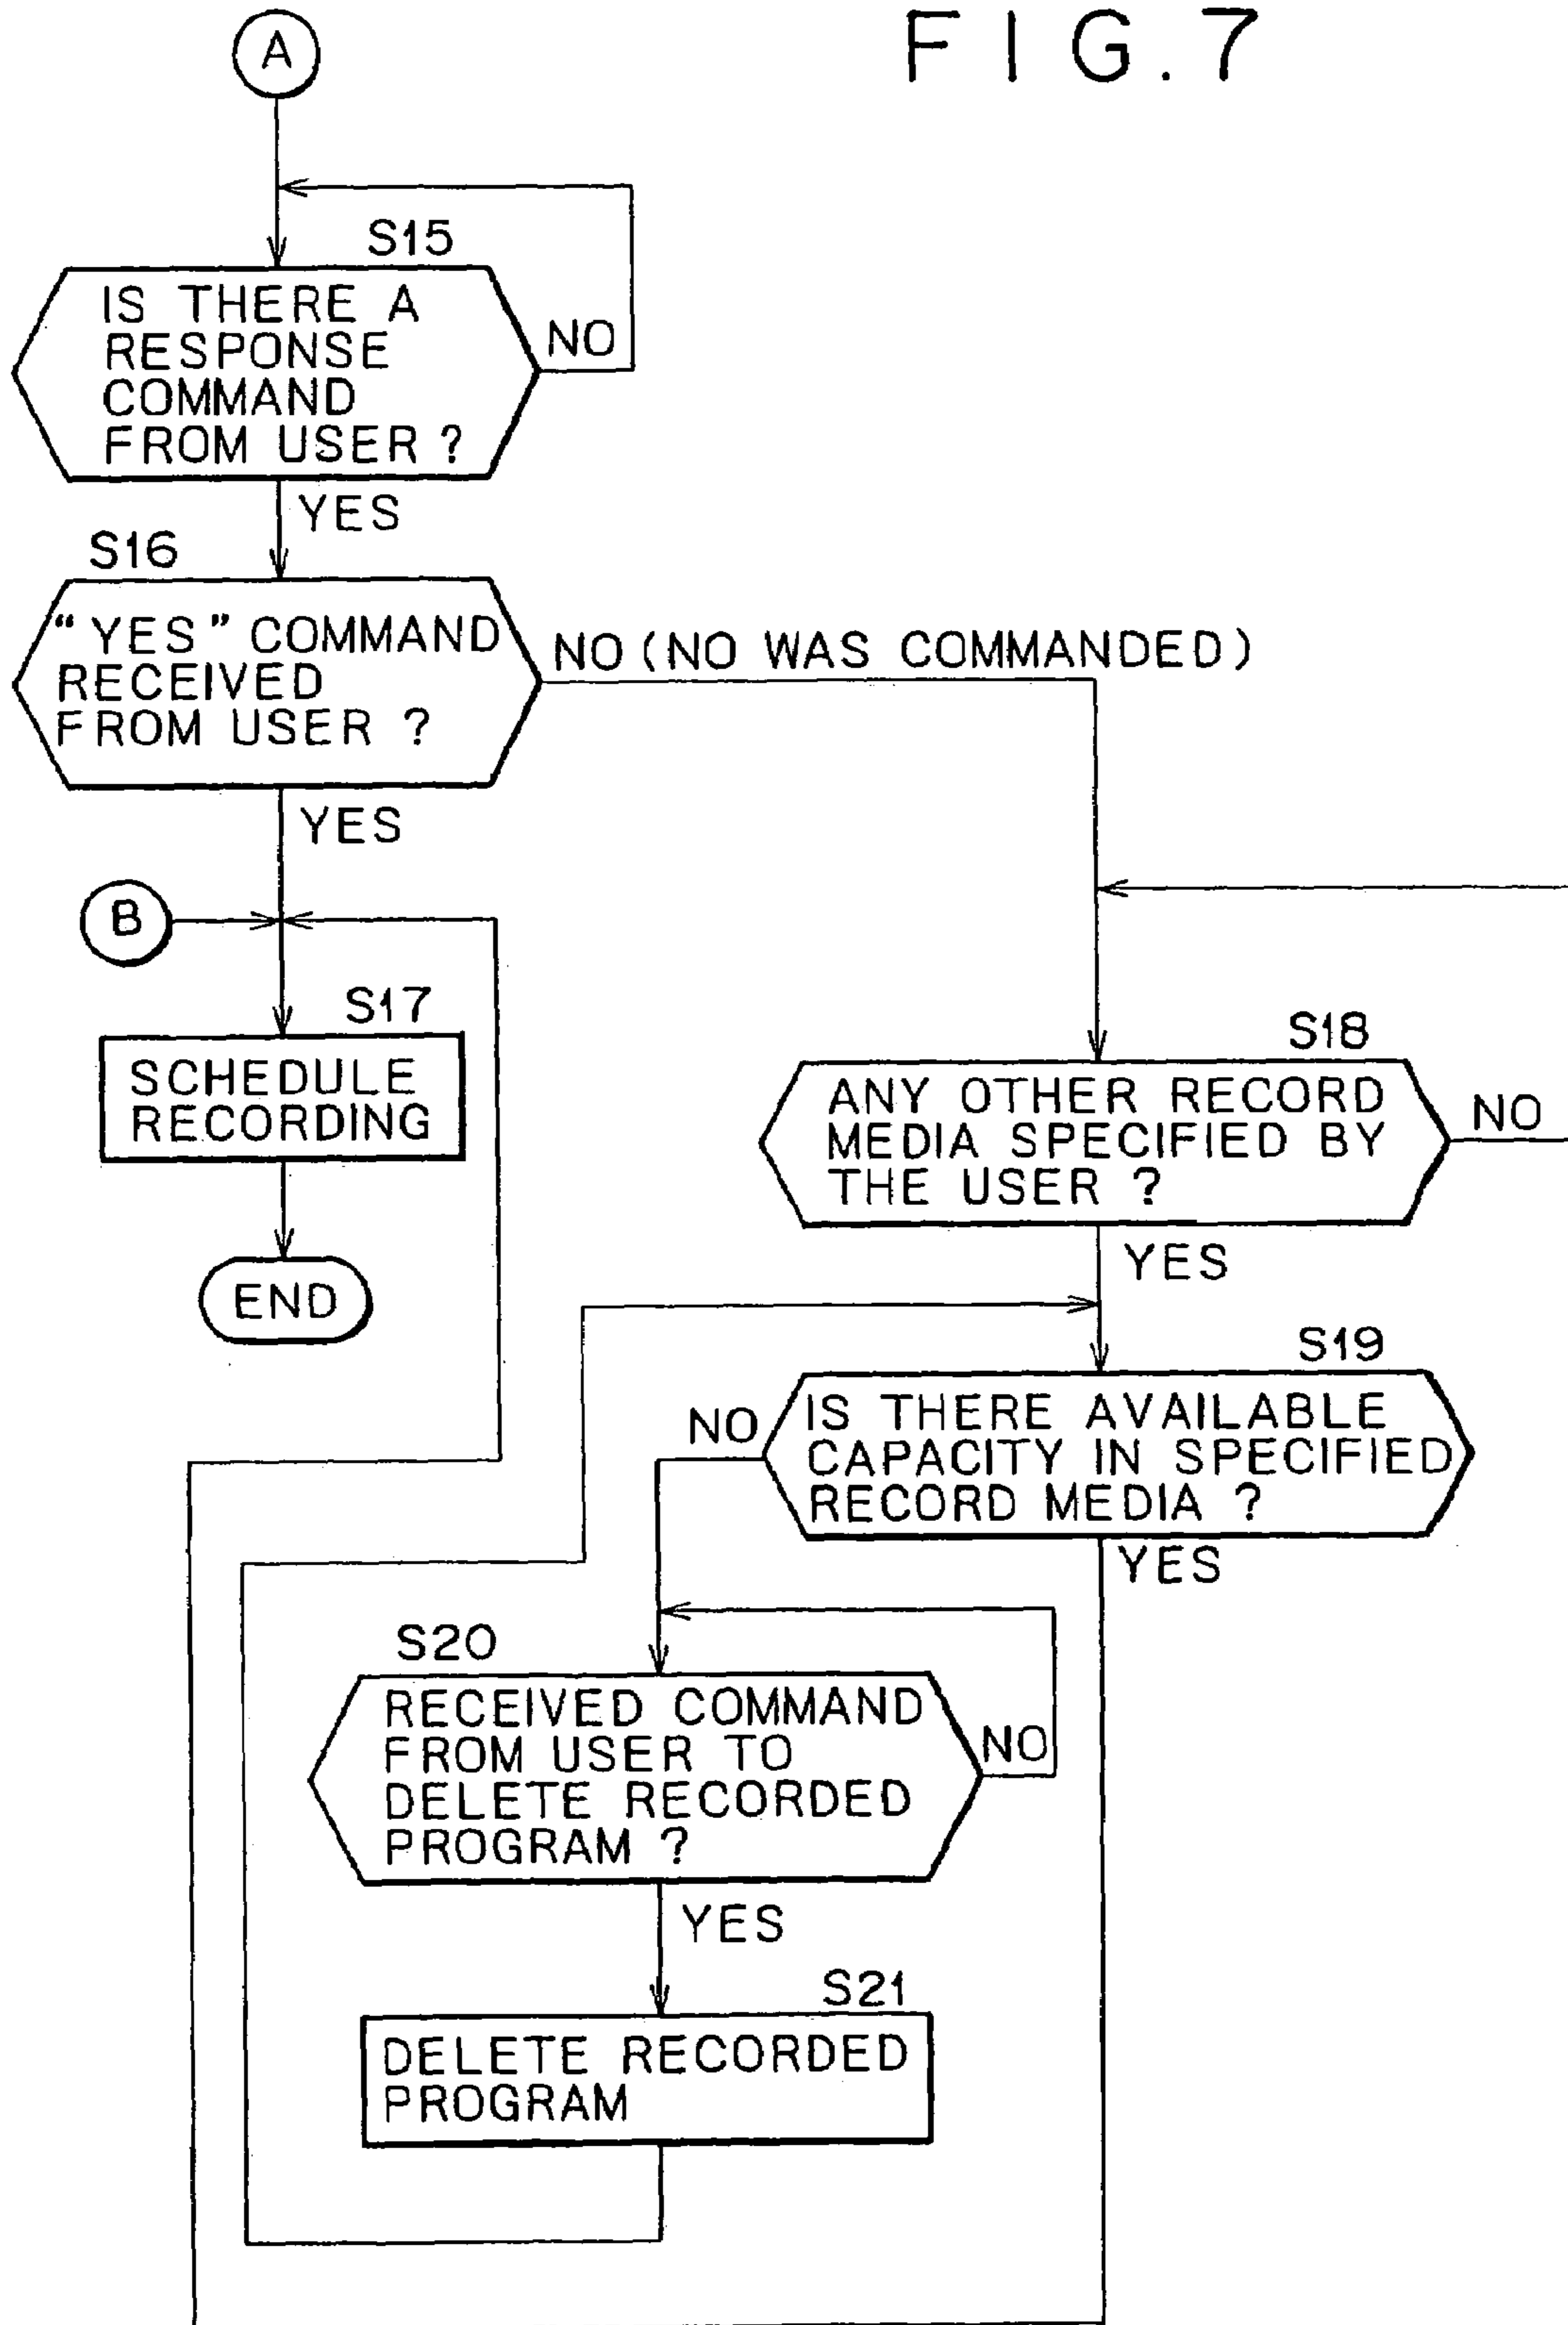 FIG.7
A
S15
IS THERE A
RESPONSE
COMMAND
FROM USER ?
NO
YES
S16
“YES” COMMAND
RECEIVED
FROM USER ?
NO (NO WAS COMMANDED)
YES
B
S17
SCHEDULE
RECORDING
END
S18
ANY OTHER RECORD
MEDIA SPECIFIED BY
THE USER ?
NO
YES
S19
IS THERE AVAILABLE
CAPACITY IN SPECIFIED
RECORD MEDIA ?
NO
YES
S20
RECEIVED COMMAND
FROM USER TO
DELETE RECORDED
PROGRAM ?
NO
YES
S21
DELETE RECORDED
PROGRAM